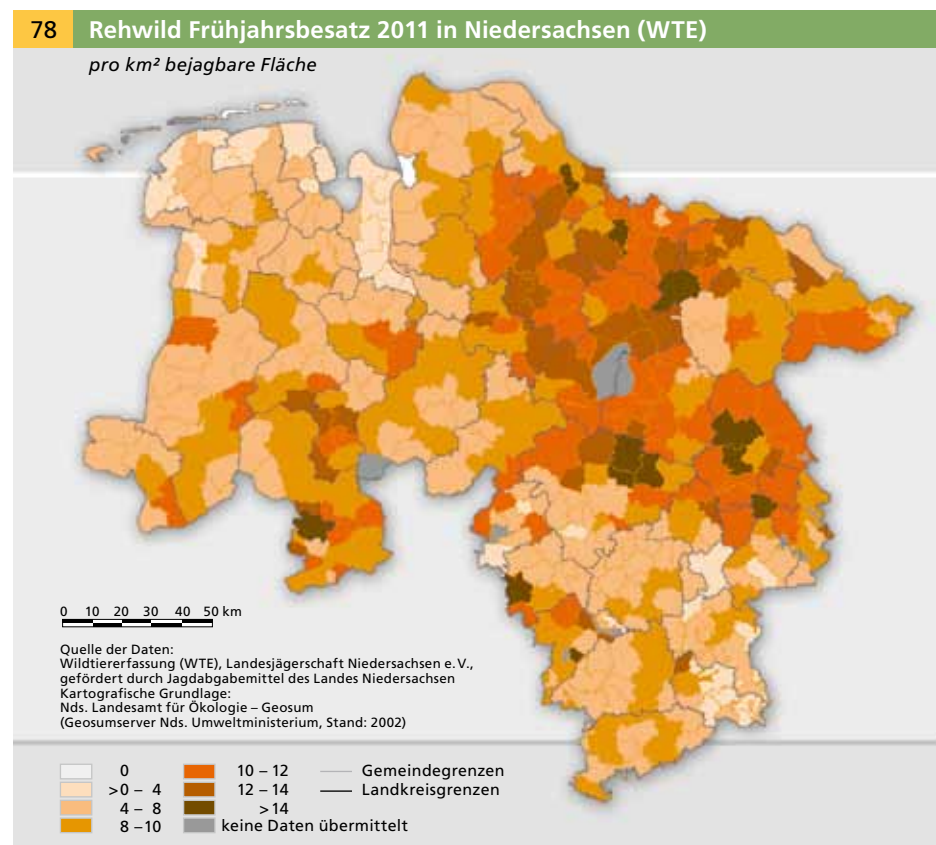 78 Rehwild Frühjahrsbesatz 2011 in Niedersachsen (WTE)
pro km² bejagbare Fläche
0 10 20 30 40 50 km
Quelle der Daten:
Wildtiererfassung (WTE), Landesjägerschaft Niedersachsen e. V.,
gefördert durch Jagdabgabemittel des Landes Niedersachsen
Kartografische Grundlage:
Nds. Landesamt für Ökologie – Geosum
(Geosumserver Nds. Umweltministerium, Stand: 2002)
0
>0 – 4
4 – 8
8 –10
10 – 12
12 – 14
>14
keine Daten übermittelt
Gemeindegrenzen
Landkreisgrenzen